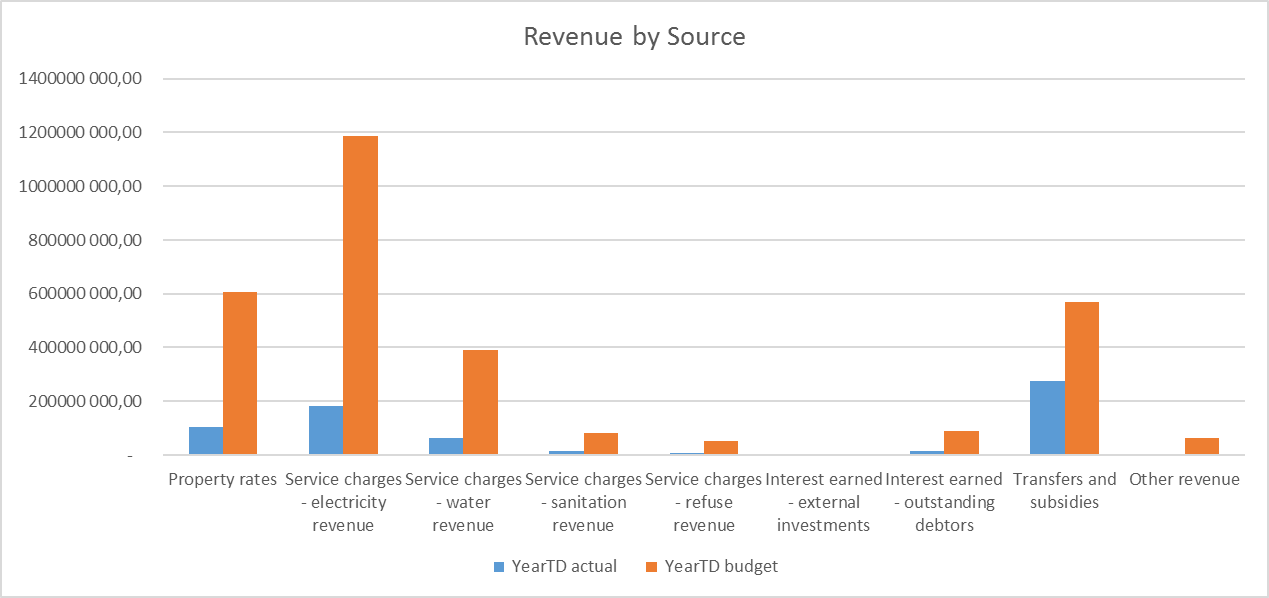 Revenue by Source
1400000 000,00
1200000 000,00
1000000 000,00
800000 000,00
600000 000,00
400000 000,00
200000 000,00
-
Property rates
Service charges
- electricity
revenue
Service charges
- water
revenue
Service charges
- sanitation
revenue
Service charges
- refuse
revenue
Interest earned
- external
investments
Interest earned
- outstanding
debtors
Transfers and
subsidies
Other revenue
YearTD actual
YearTD budget